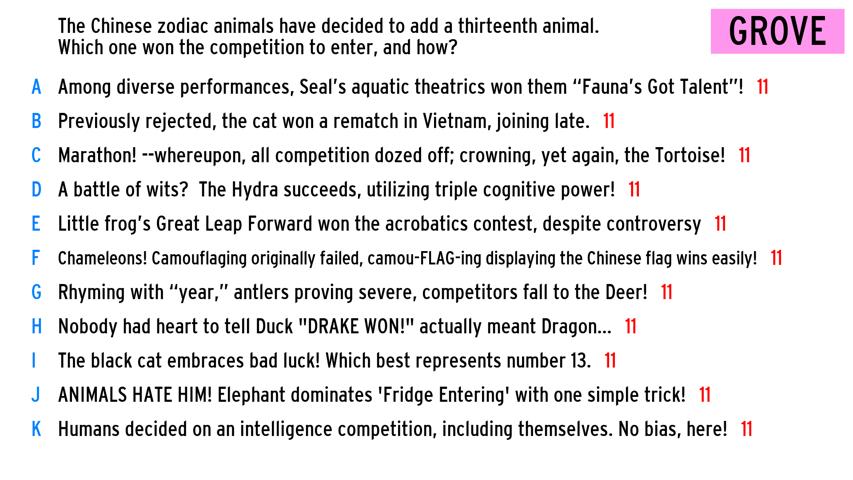 The Chinese zodiac animals have decided to add a thirteenth animal.
Which one won the competition to enter, and how?
GROVE
A Among diverse performances, Seal's aquatic theatrics won them “Fauna's Got Talent”! 11
B Previously rejected, the cat won a rematch in Vietnam, joining late. 11
C Marathon! --whereupon, all competition dozed off; crowning, yet again, the Tortoise! 11
D A battle of wits? The Hydra succeeds, utilizing triple cognitive power! 11
E Little frog's Great Leap Forward won the acrobatics contest, despite controversy 11
F Chameleons! Camouflaging originally failed, camou-FLAG-ing displaying the Chinese flag wins easily! 11
G Rhyming with “year,” antlers proving severe, competitors fall to the Deer! 11
H Nobody had heart to tell Duck "DRAKE WON!" actually meant Dragon... 11
I The black cat embraces bad luck! Which best represents number 13. 11
J ANIMALS HATE HIM! Elephant dominates 'Fridge Entering' with one simple trick! 11
K Humans decided on an intelligence competition, including themselves. No bias, here! 11